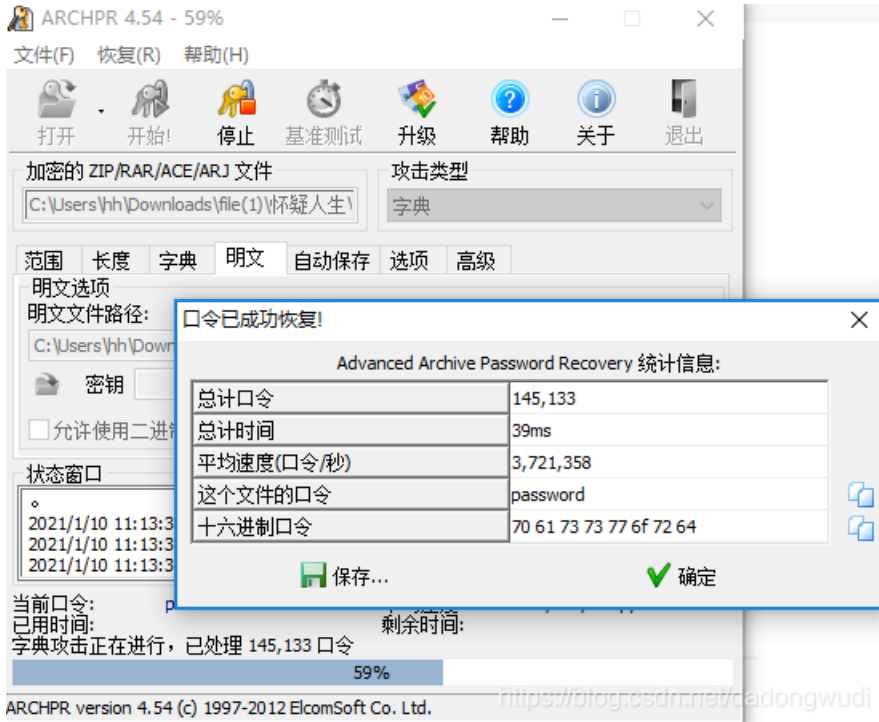 ARCHPR 4.54 - 59%
文件(F) 恢复(R) 帮助(H)
打开 开始! 停止 基准测试 升级 帮助 关于 退出
加密的 ZIP/RAR/ACE/ARJ 文件 攻击类型
C:\Users\hh\Downloads\file(1)\怀疑人生\ 字典
范围 长度 字典 明文 自动保存 选项 高级
明文选项
明文文件路径:
C:\Users\hh\Down
密钥
允许使用二进制
状态窗口
。
2021/1/10 11:13:3
2021/1/10 11:13:3
2021/1/10 11:13:3
口令已成功恢复!
Advanced Archive Password Recovery 统计信息:
总计口令 145,133
总计时间 39ms
平均速度(口令/秒) 3,721,358
这个文件的口令 password
十六进制口令 70 61 73 73 77 6f 72 64
保存... 确定
当前口令: p
已用时间: 剩余时间:
字典攻击正在进行，已处理 145,133 口令
59%
ARCHPR version 4.54 (c) 1997-2012 ElcomSoft Co. Ltd.
https://blog.csdn.net/dadongwudi